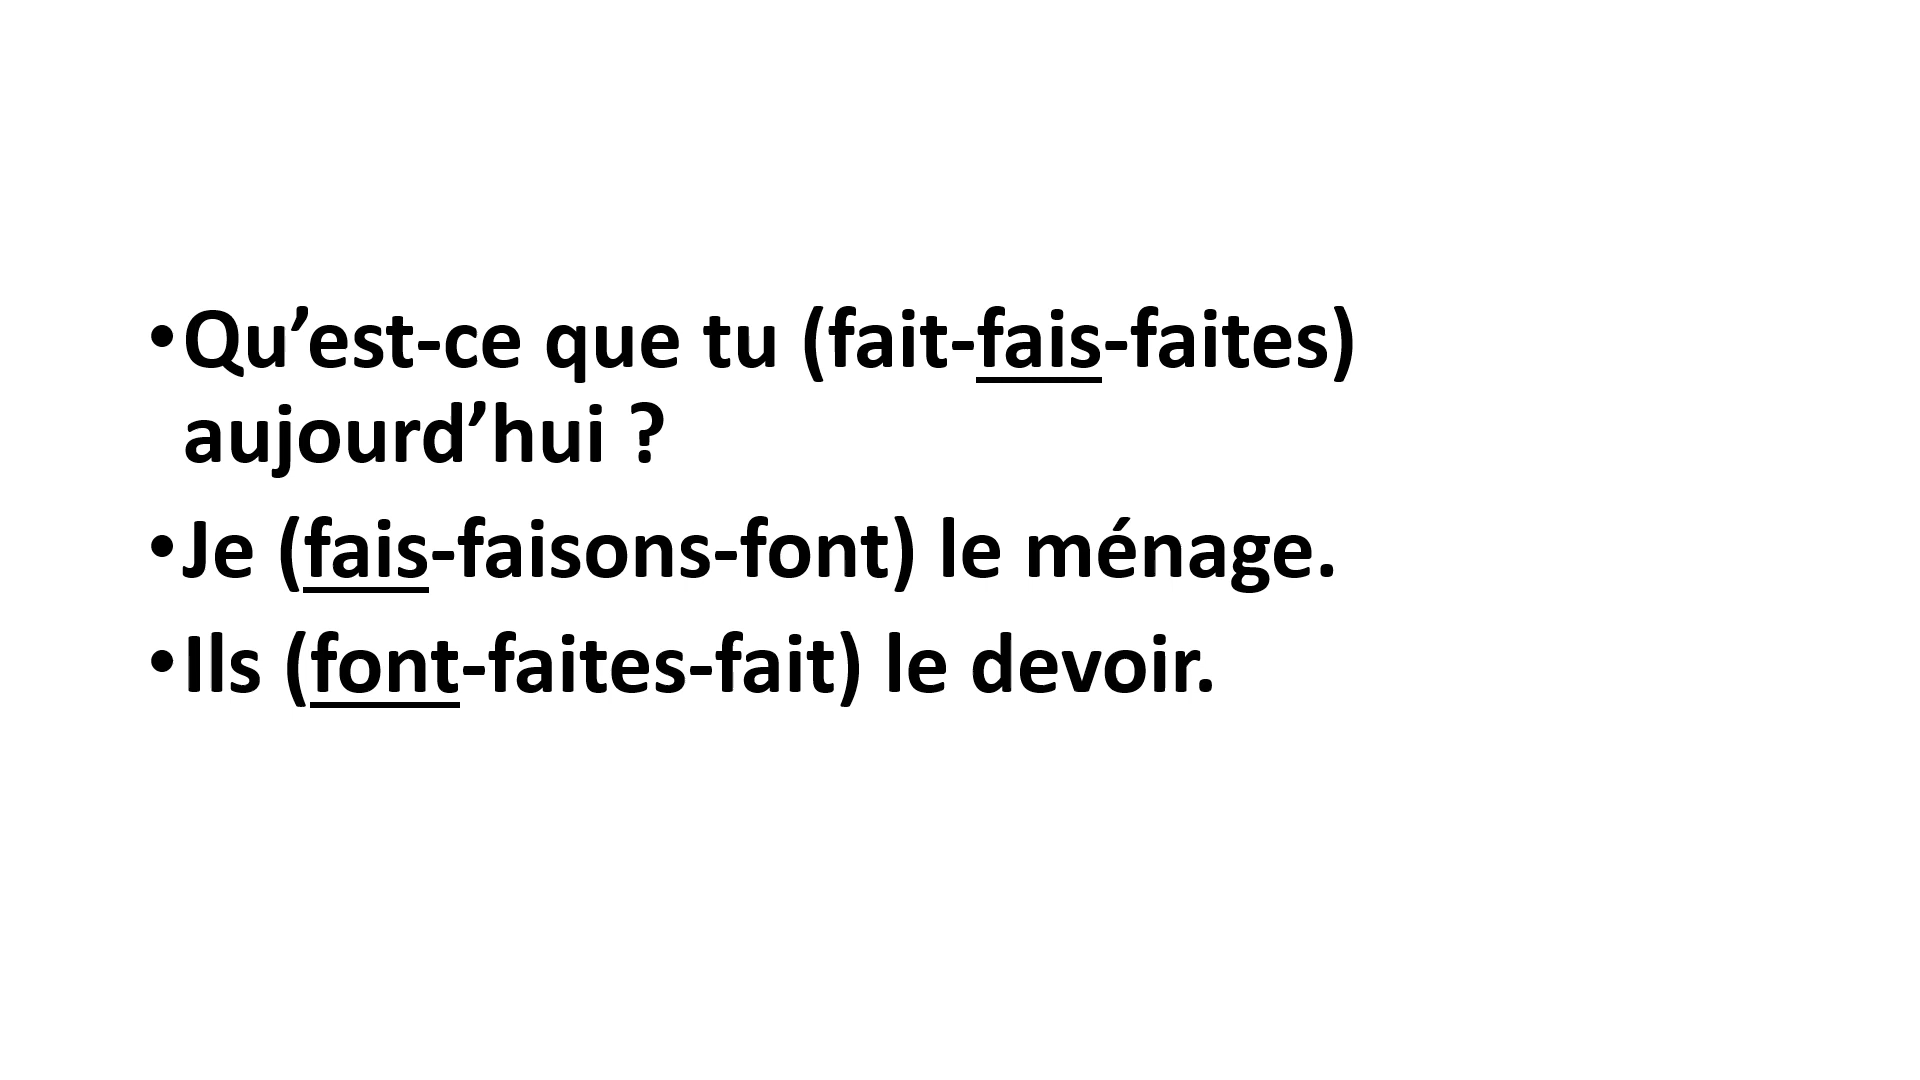 •Qu’est-ce que tu (fait-fais-faites)
aujourd’hui ?
•Je (fais-faisons-font) le ménage.
•Ils (font-faites-fait) le devoir.